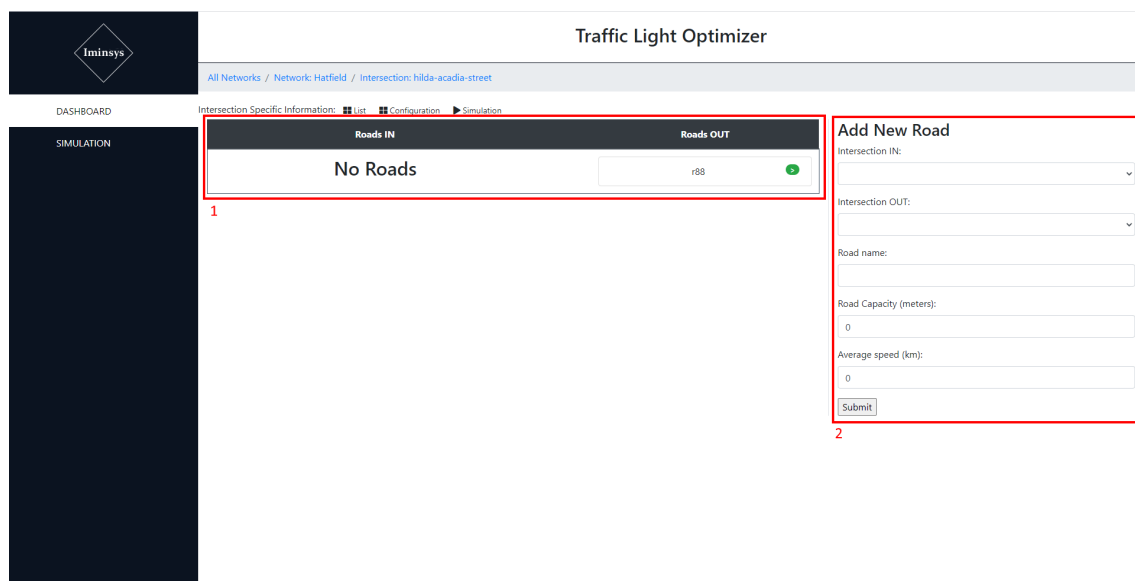 Iminsys
Traffic Light Optimizer
All Networks / Network: Hatfield / Intersection: hilda-acadia-street
DASHBOARD
SIMULATION
Intersection Specific Information: List Configuration Simulation
Roads IN Roads OUT
No Roads r88 >
1
Add New Road
Intersection IN:
Intersection OUT:
Road name:
Road Capacity (meters):
0
Average speed (km):
0
Submit
2